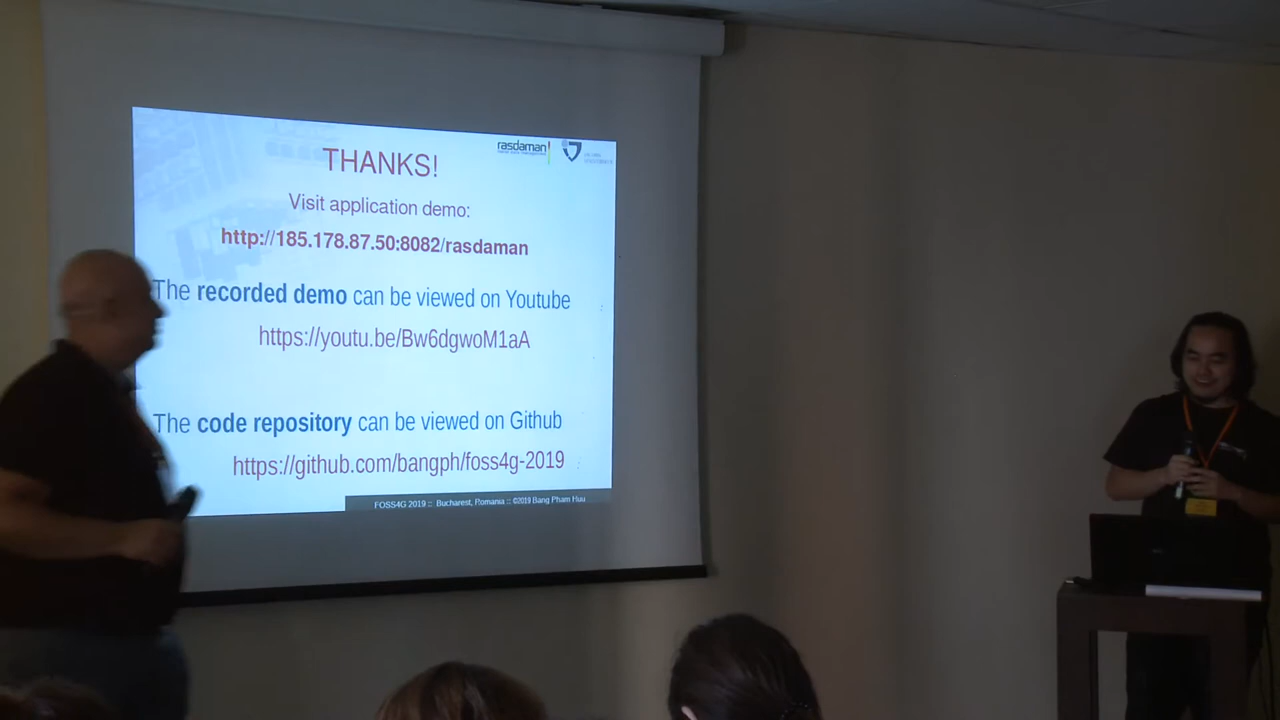 rasdaman
THANKS!
Visit application demo:
http://185.178.87.50:8082/rasdaman
The recorded demo can be viewed on Youtube
https://youtu.be/Bw6dgwoM1aA
The code repository can be viewed on Github
https://github.com/bangph/foss4g-2019
FOSS4G 2019 :: Bucharest, Romania :: ©2019 Bang Pham Huu